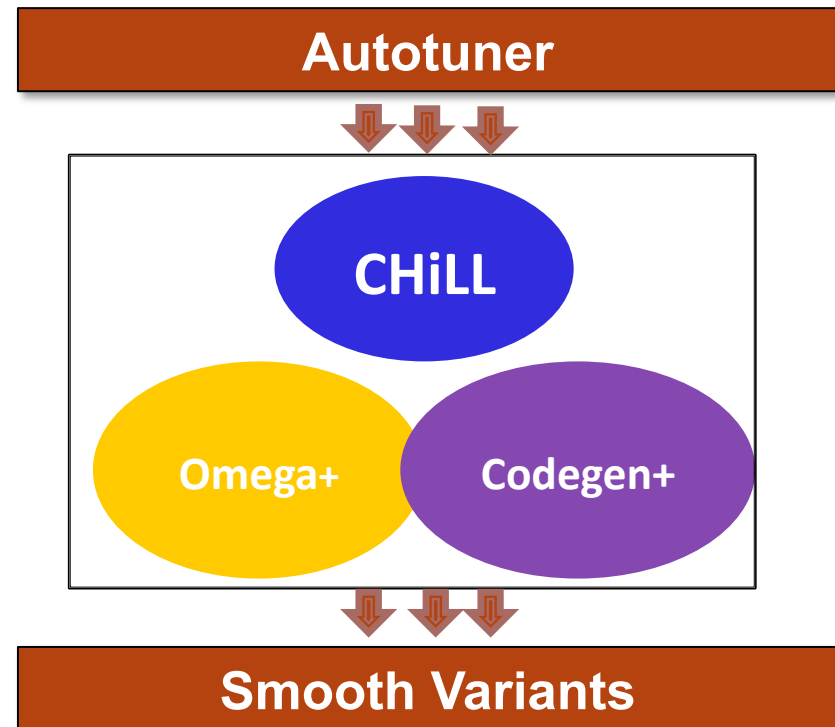 Autotuner
CHiLL
Omega+
Codegen+
Smooth Variants